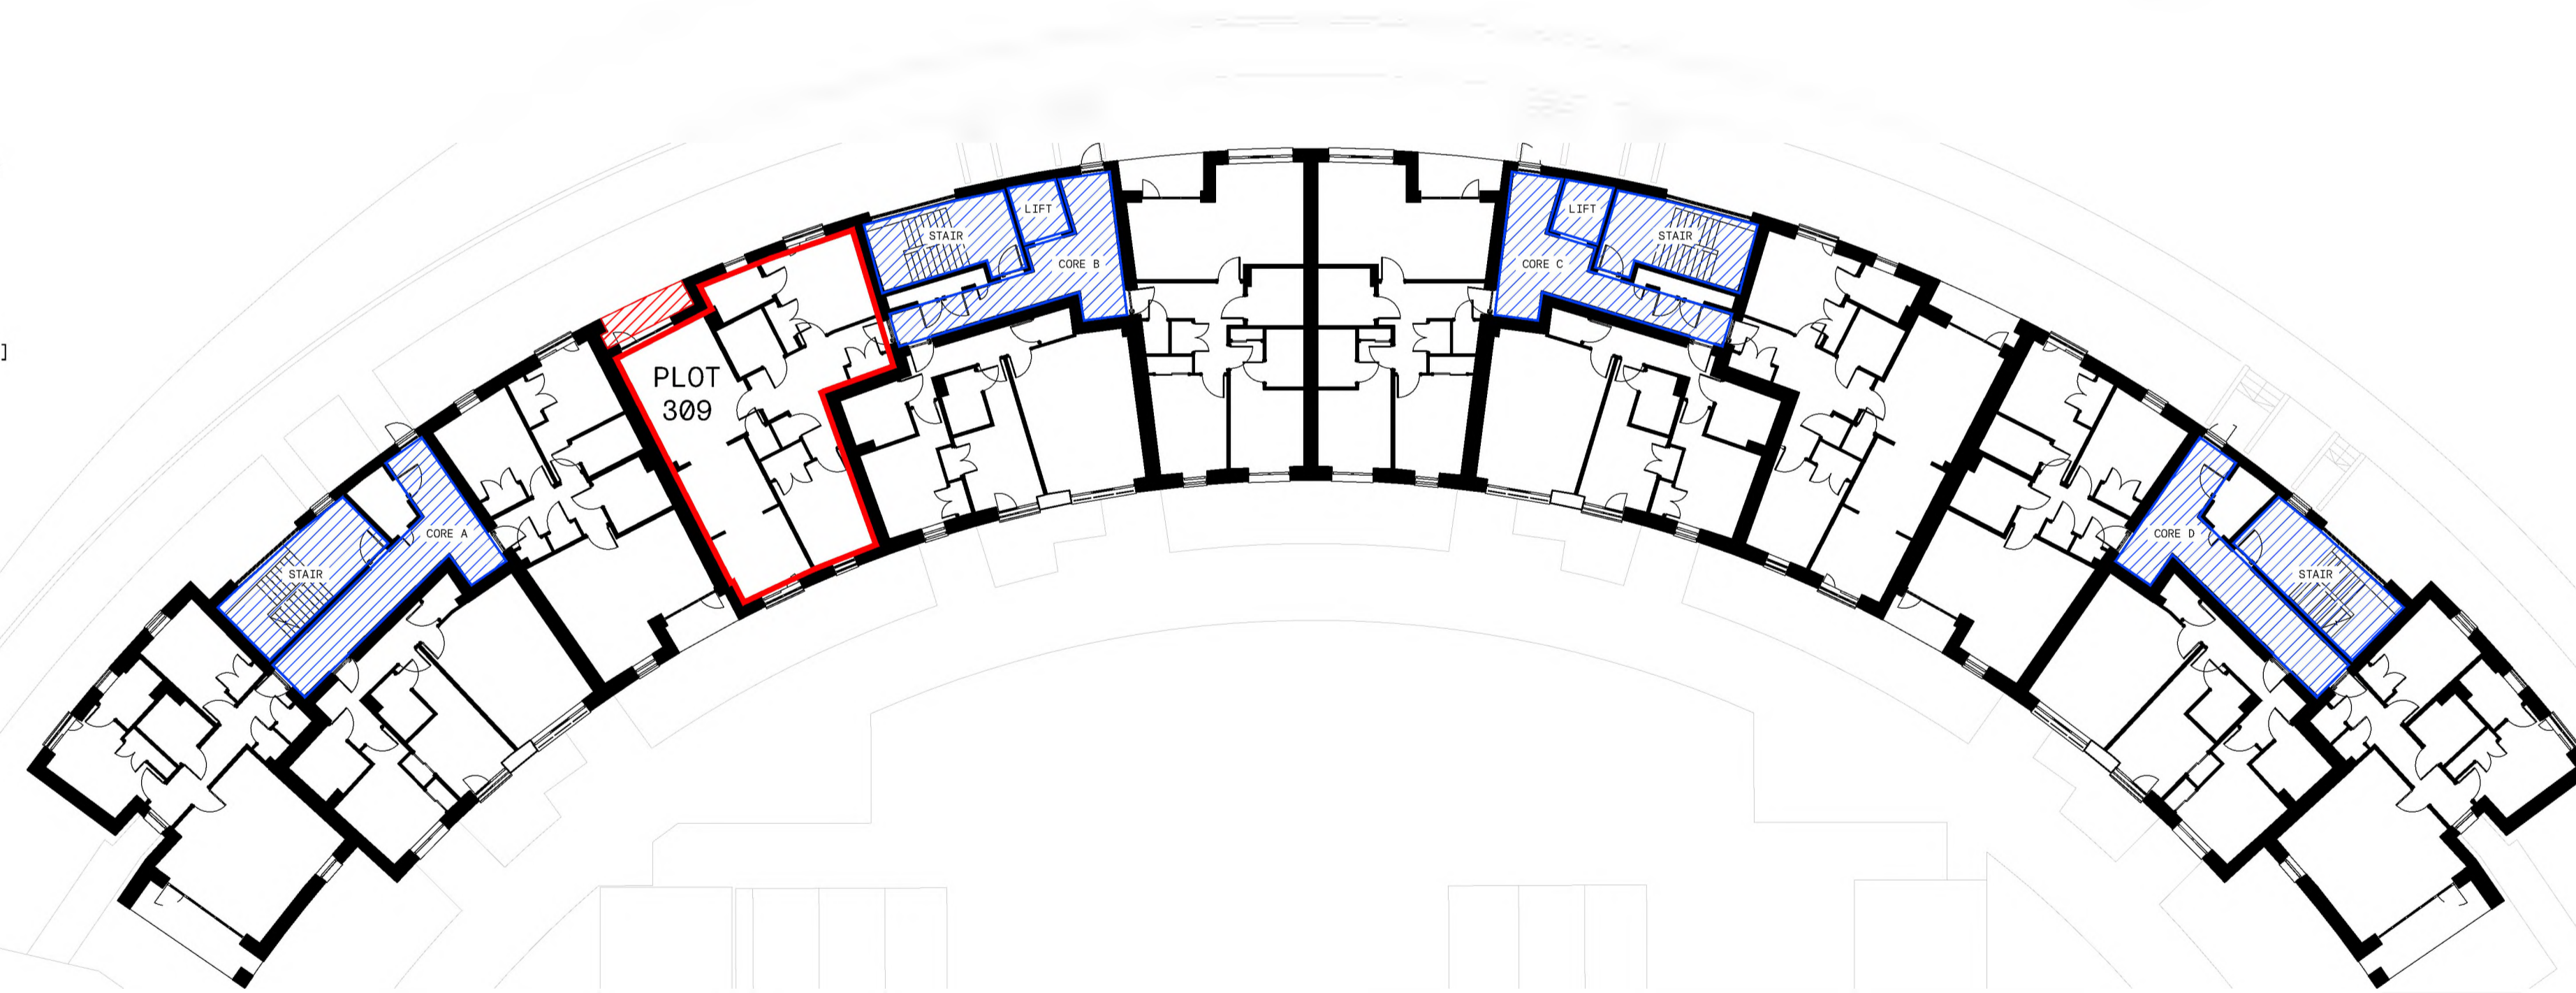 ]
LIFT
STAIR
CORE B
LIFT
STAIR
CORE C
PLOT
309
CORE A
STAIR
CORE D
STAIR